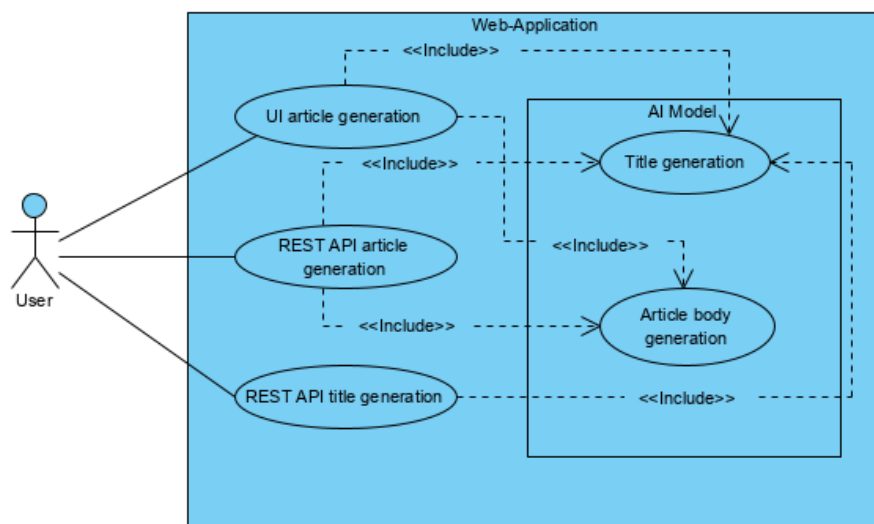 Web-Application
<<Include>>
UI article generation
AI Model
<<Include>>
Title generation
REST API article
generation
<<Include>>
User
Article body
generation
<<Include>>
REST API title generation
<<Include>>